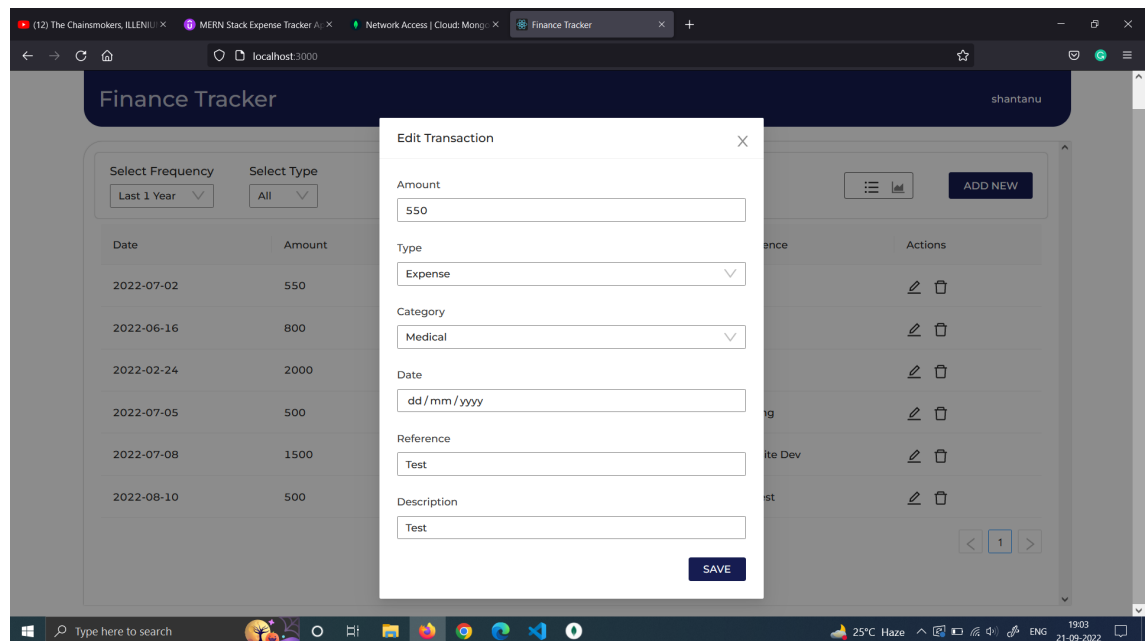 (12) The Chainsmokers, ILLENIU
MERN Stack Expense Tracker Ap
Network Access | Cloud: Mongo
Finance Tracker
localhost:3000
Finance Tracker
shantanu
Edit Transaction
Select Frequency Select Type
Last 1 Year All
ADD NEW
Amount
550
Date Amount ence Actions
Type
Expense
2022-07-02 550
Category
Medical
2022-06-16 800
2022-02-24 2000
Date
dd/mm/yyyy
2022-07-05 500 ng
Reference
Test
2022-07-08 1500 ite Dev
2022-08-10 500 est
Description
Test
1
SAVE
Type here to search
25°C Haze
ENG
19:03
21-09-2022